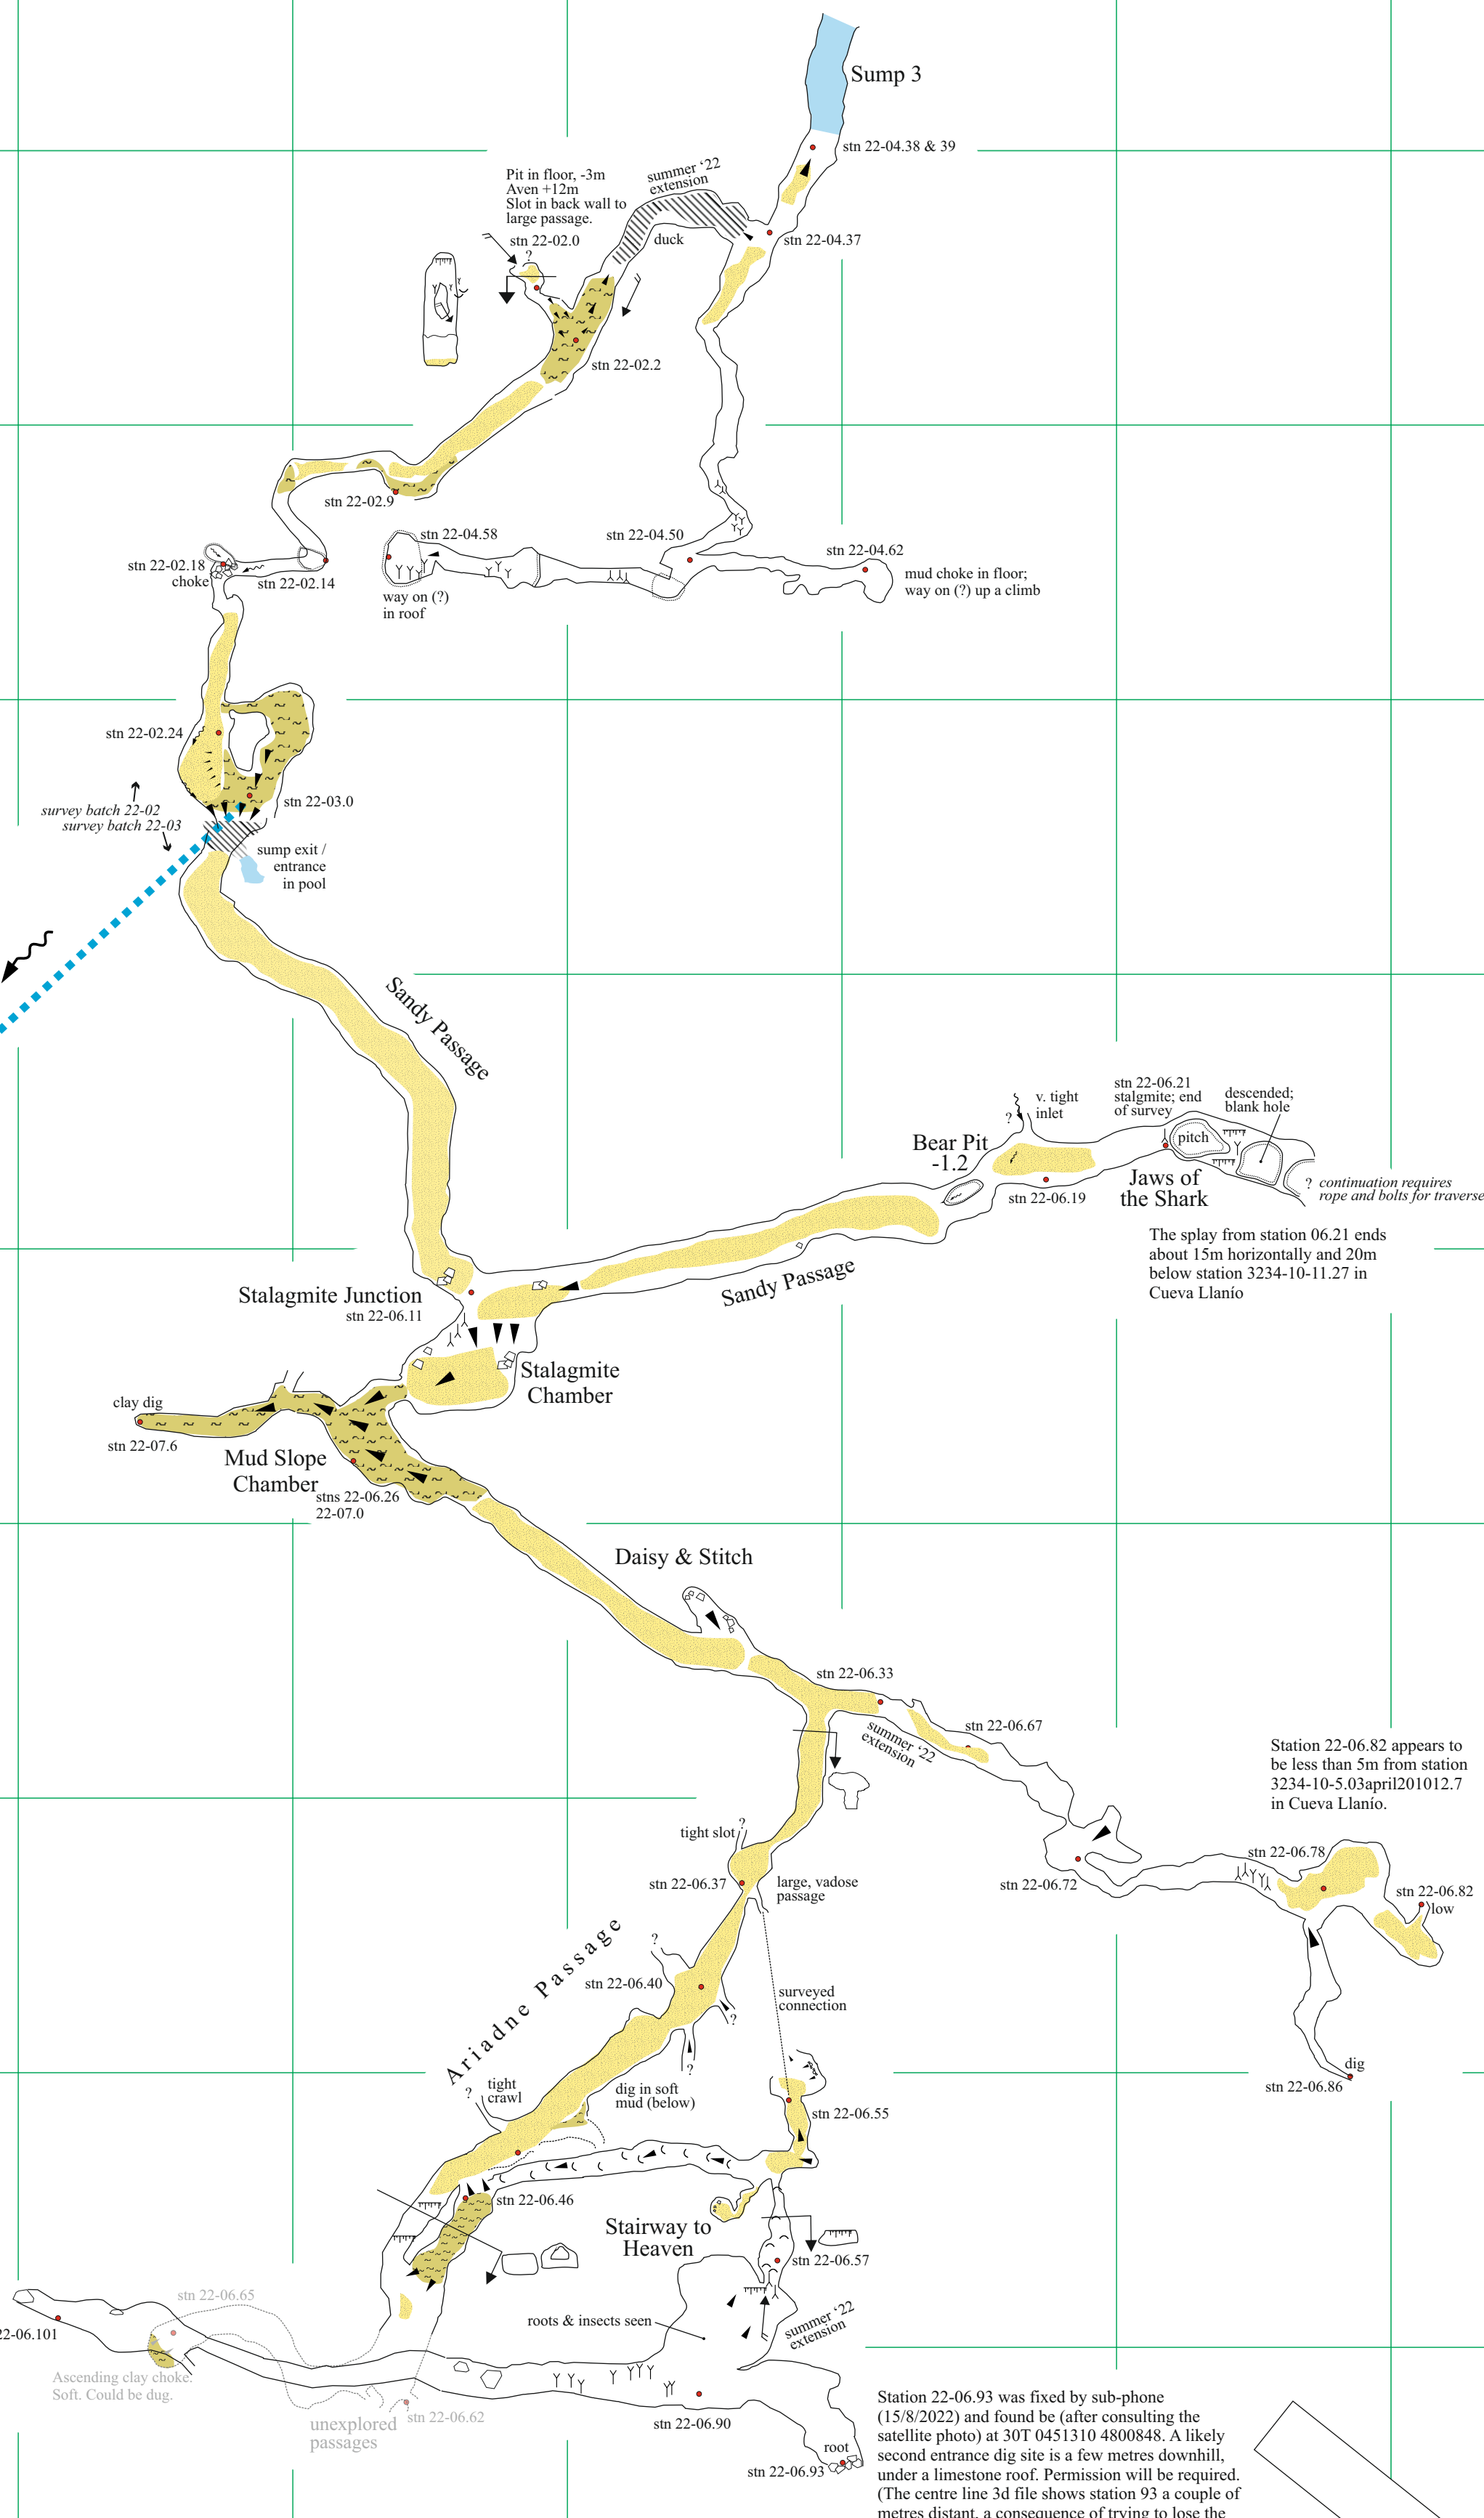 Sump 3
stn 22-04.38 & 39
Pit in floor, -3m
Aven +12m
Slot in back wall to
large passage.
summer ‘22
extension
stn 22-02.0
?
duck
stn 22-04.37
stn 22-02.2
stn 22-02.9
stn 22-04.58
stn 22-04.50
stn 22-04.62
stn 22-02.18
choke
stn 22-02.14
mud choke in floor;
way on (?) up a climb
way on (?)
in roof
stn 22-02.24
stn 22-03.0
survey batch 22-02
survey batch 22-03
sump exit /
entrance
in pool
Sandy Passage
v. tight
inlet
?
stn 22-06.21
stalgmite; end
of survey
descended;
blank hole
Bear Pit
-1.2
pitch
stn 22-06.19
Jaws of
the Shark
? continuation requires
rope and bolts for traverse
The splay from station 06.21 ends
about 15m horizontally and 20m
below station 3234-10-11.27 in
Cueva Llanío
Sandy Passage
Stalagmite Junction
stn 22-06.11
Stalagmite
Chamber
clay dig
stn 22-07.6
Mud Slope
Chamber
stns 22-06.26
22-07.0
Daisy & Stitch
stn 22-06.33
summer ‘22
extension
stn 22-06.67
Station 22-06.82 appears to
be less than 5m from station
3234-10-5.03april201012.7
in Cueva Llanío.
?
tight slot
stn 22-06.37
large, vadose
passage
stn 22-06.72
stn 22-06.78
stn 22-06.82
low
Ariadne Passage
?
stn 22-06.40
surveyed
connection
?
?
dig
stn 22-06.86
?
tight
crawl
dig in soft
mud (below)
stn 22-06.55
stn 22-06.46
Stairway to
Heaven
stn 22-06.57
stn 22-06.65
22-06.101
roots & insects seen
summer ‘22
extension
Ascending clay choke.
Soft. Could be dug.
unexplored
passages
stn 22-06.62
stn 22-06.90
root
stn 22-06.93
Station 22-06.93 was fixed by sub-phone
(15/8/2022) and found be (after consulting the
satellite photo) at 30T 0451310 4800848. A likely
second entrance dig site is a few metres downhill,
under a limestone roof. Permission will be required.
(The centre line 3d file shows station 93 a couple of
metres distant, a consequence of trying to lose the